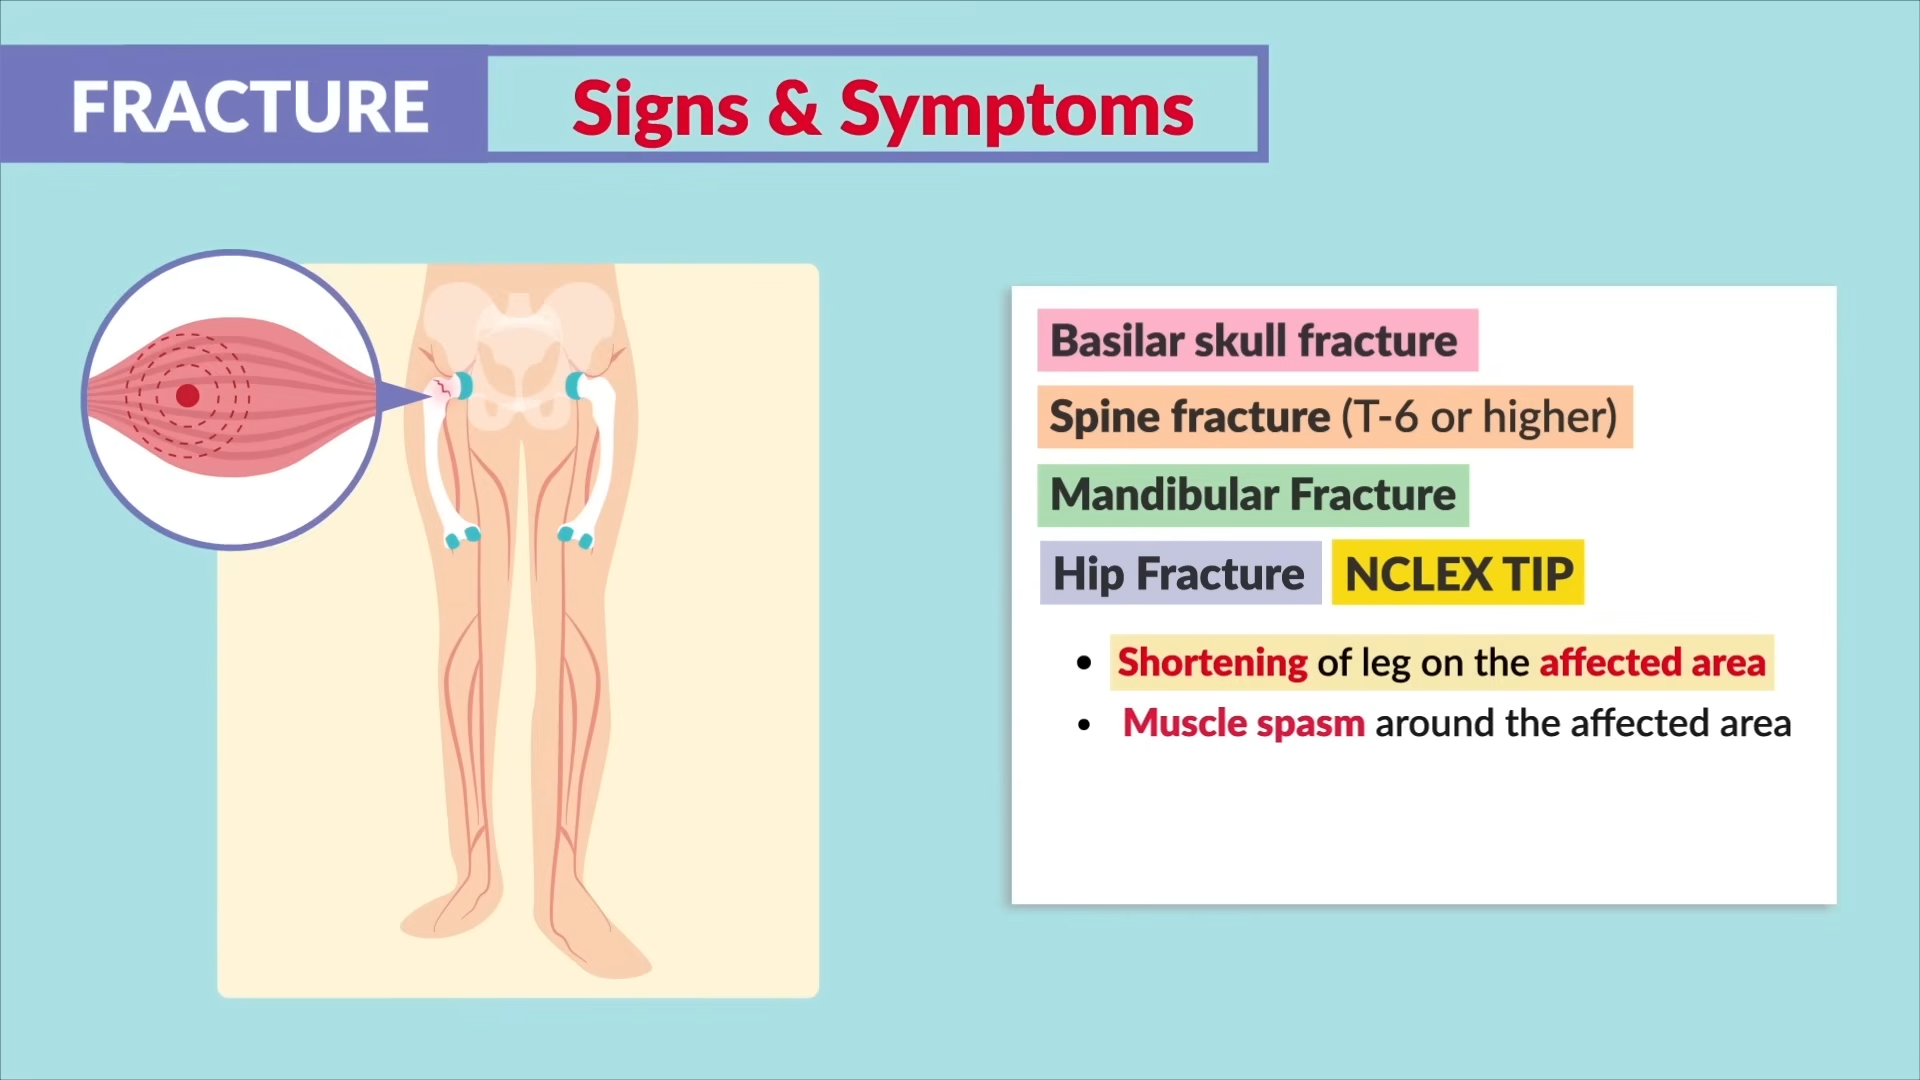 FRACTURE
Signs & Symptoms
Basilar skull fracture
Spine fracture (T-6 or higher)
Mandibular Fracture
Hip Fracture NCLEX TIP
• Shortening of leg on the affected area
• Muscle spasm around the affected area